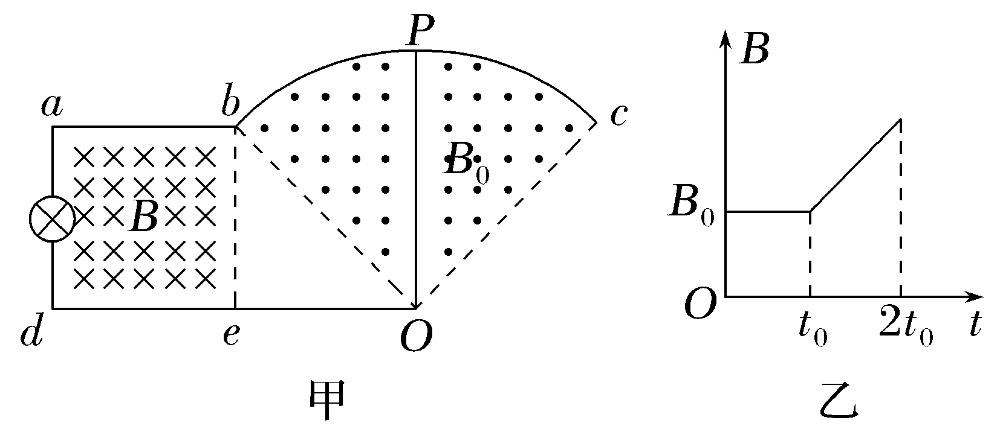 P
a b c
B B₀
d e O
甲
B
B₀
O t₀ 2t₀ t
乙